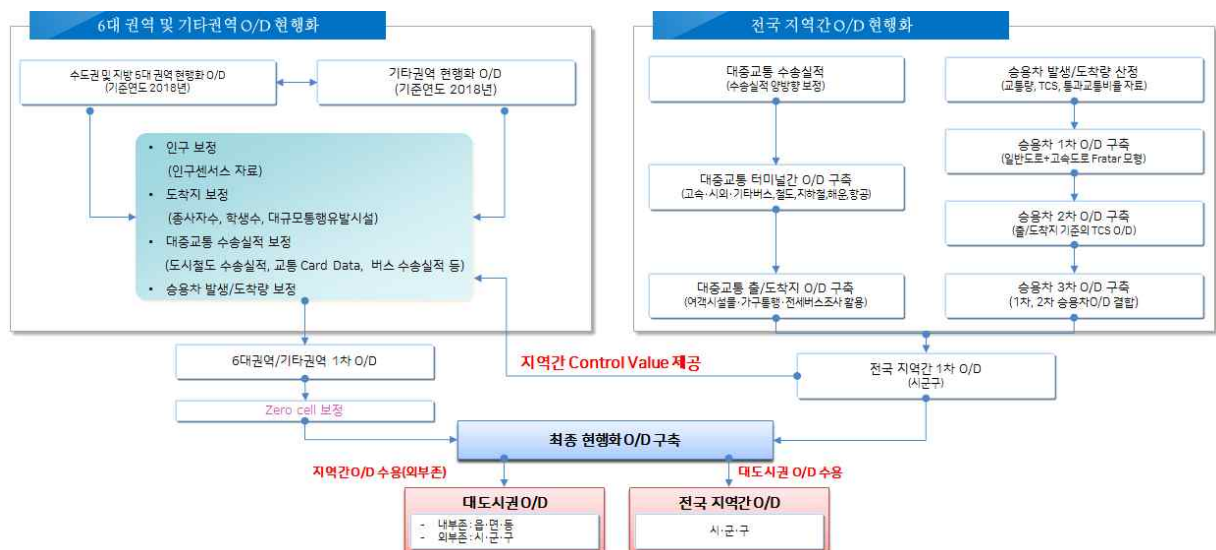 6대 권역 및 기타권역 O/D 현행화
수도권 및 지방 5대 권역 현행화 O/D
(기준연도 2018년)
기타권역 현행화 O/D
(기준연도 2018년)
• 인구 보정
(인구센서스 자료)
• 도착지 보정
(종사자수, 학생수, 대규모통행유발시설)
• 대중교통 수송실적 보정
(도시철도 수송실적, 교통 Card Data, 버스 수송실적 등)
• 승용차 발생/도착량 보정
6대권역/기타권역 1차 O/D
Zero cell 보정
전국 지역간 O/D 현행화
대중교통 수송실적
(수송실적 양방향 보정)
대중교통 터미널간 O/D 구축
(고속·시외·기타버스,철도,지하철,해운,항공)
대중교통 출/도착지 O/D 구축
(여객시설물·가구통행·전세버스조사 활용)
승용차 발생/도착량 산정
(교통량, TCS, 통과교통비율 자료)
승용차 1차 O/D 구축
(일반도로+고속도로 Fratar 모형)
승용차 2차 O/D 구축
(출/도착지 기준의 TCS O/D)
승용차 3차 O/D 구축
(1차, 2차 승용차O/D 결합)
지역간 Control Value 제공
전국 지역간 1차 O/D
(시군구)
최종 현행화 O/D 구축
지역간O/D 수용(외부존)
대도시권 O/D 수용
대도시권 O/D
- 내부존 : 읍·면·동
- 외부존 : 시·군·구
전국 지역간 O/D
시·군·구